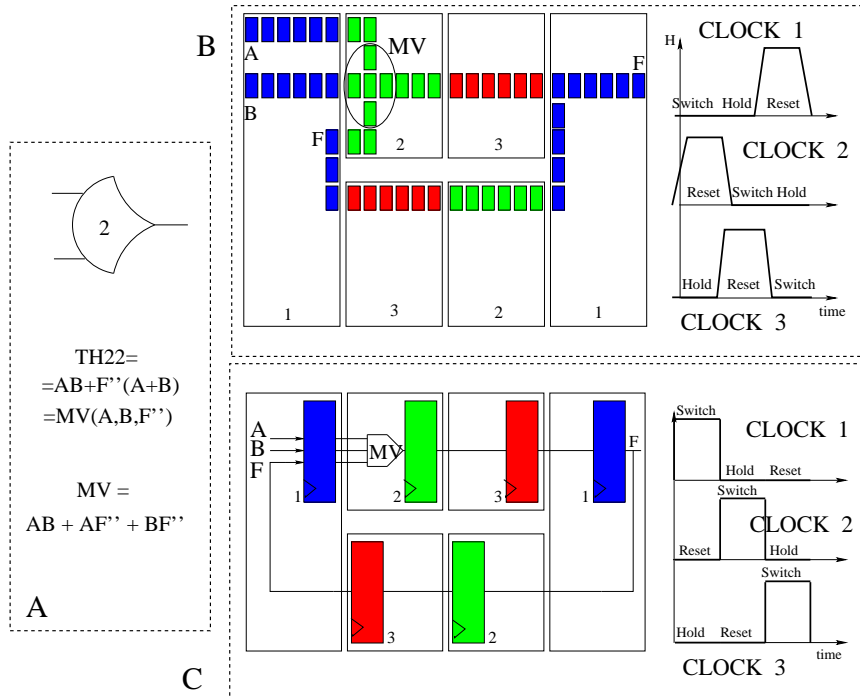 2
TH22=
=AB+F’’(A+B)
=MV(A,B,F’’)
MV =
AB + AF’’ + BF’’
A
B
A
B
F
MV
2
3
F
1
3
2
1
H
CLOCK 1
Switch Hold Reset
CLOCK 2
Reset Switch Hold
Hold Reset Switch
time
CLOCK 3
C
A
B
F
1
MV
2
3
1
F
3
2
Switch
CLOCK 1
Hold Reset
Switch
CLOCK 2
Reset Hold
Switch
Hold Reset
time
CLOCK 3